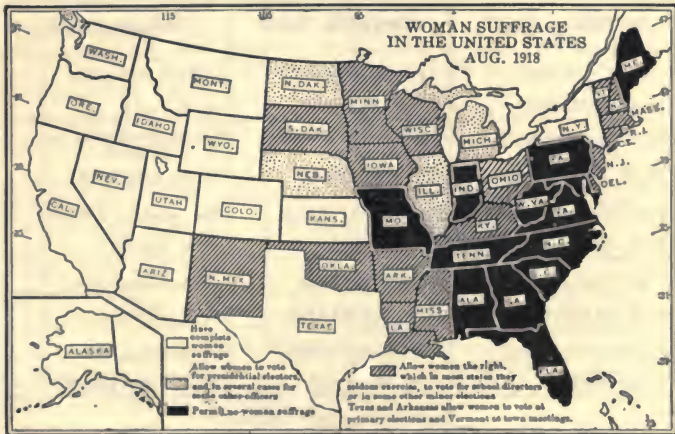 115
105
95
WOMAN SUFFRAGE
IN THE UNITED STATES
AUG. 1918
WASH.
MONT.
N.DAK.
MINN
ME.
ORE.
IDAHO
S.DAK.
WISC
MICH.
N.Y.
MASS.
R.I.
WYO.
IOWA
PA.
N.J.
NEV.
UTAH
NEB.
ILL.
IND.
OHIO
DEL.
CAL.
COLO.
KANS.
MO.
KY.
W.VA.
VA.
ARIZ.
N.MEX.
OKLA.
ARK.
TENN.
N.C.
S.C.
TEXAS
LA.
MISS.
ALA.
GA.
FLA.
ALASKA
Have
complete
women
suffrage
Allow women to vote
for presidential electors,
and, in several cases for
some other officers
Permit no women suffrage
Allow women the right,
which in most states they
seldom exercise, to vote for school directors
or in some other minor elections
Texas and Arkansas allow women to vote at
primary elections and Vermont at town meetings.